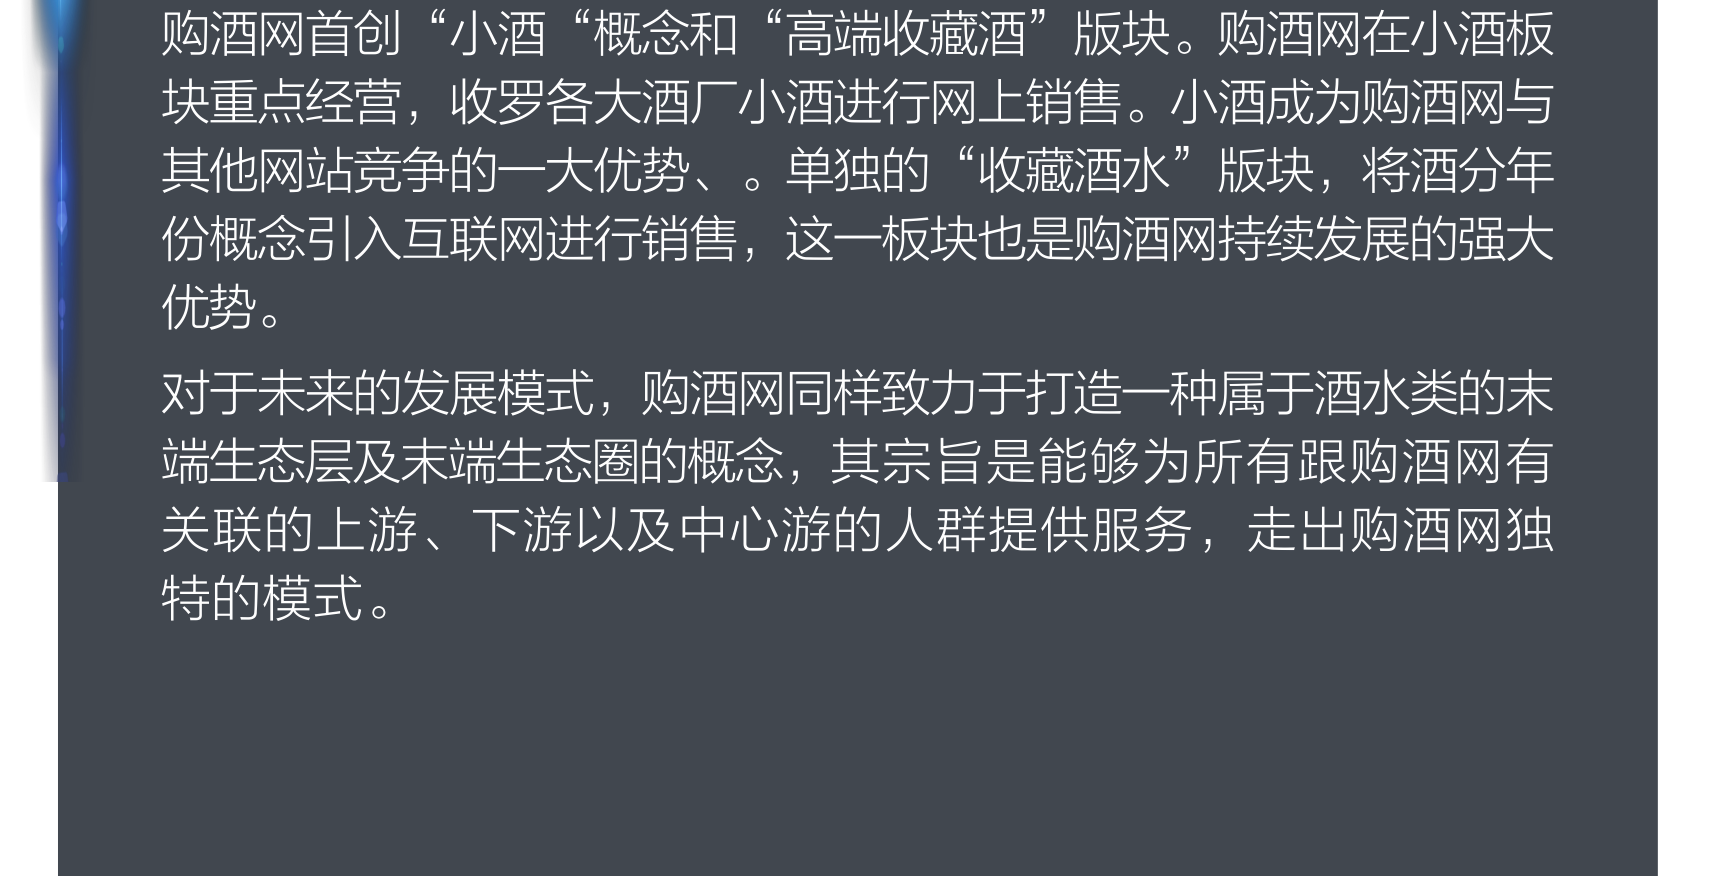 购酒网首创“小酒“概念和“高端收藏酒”版块。购酒网在小酒板
块重点经营，收罗各大酒厂小酒进行网上销售。小酒成为购酒网与
其他网站竞争的一大优势、。单独的“收藏酒水”版块，将酒分年
份概念引入互联网进行销售，这一板块也是购酒网持续发展的强大
优势。
对于未来的发展模式，购酒网同样致力于打造一种属于酒水类的末
端生态层及末端生态圈的概念，其宗旨是能够为所有跟购酒网有
关联的上游、下游以及中心游的人群提供服务，走出购酒网独
特的模式。